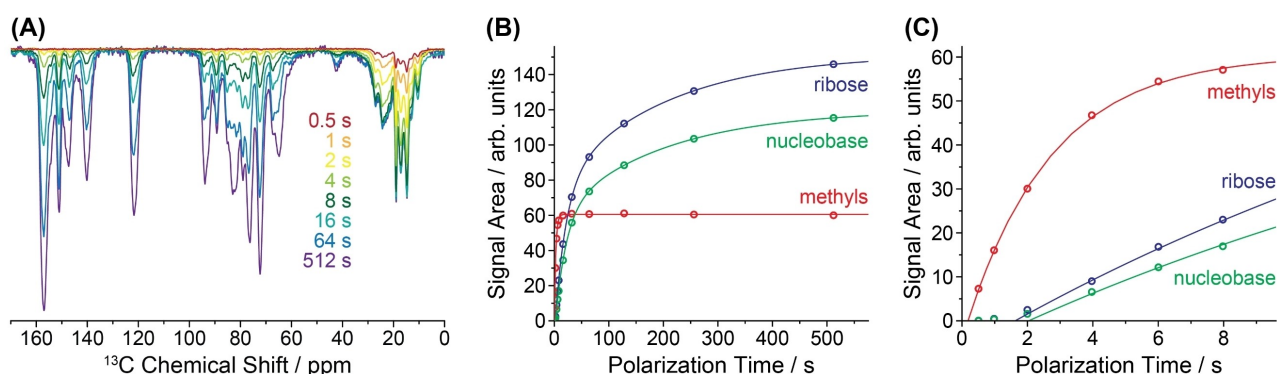 (A)
0.5 s
1 s
2 s
4 s
8 s
16 s
64 s
512 s
160 140 120 100 80 60 40 20 0
13C Chemical Shift / ppm
(B)
Signal Area / arb. units
140
120
100
80
60
40
20
0
ribose
nucleobase
methyls
0 100 200 300 400 500
Polarization Time / s
(C)
Signal Area / arb. units
60
50
40
30
20
10
0
methyls
ribose
nucleobase
0 2 4 6 8
Polarization Time / s